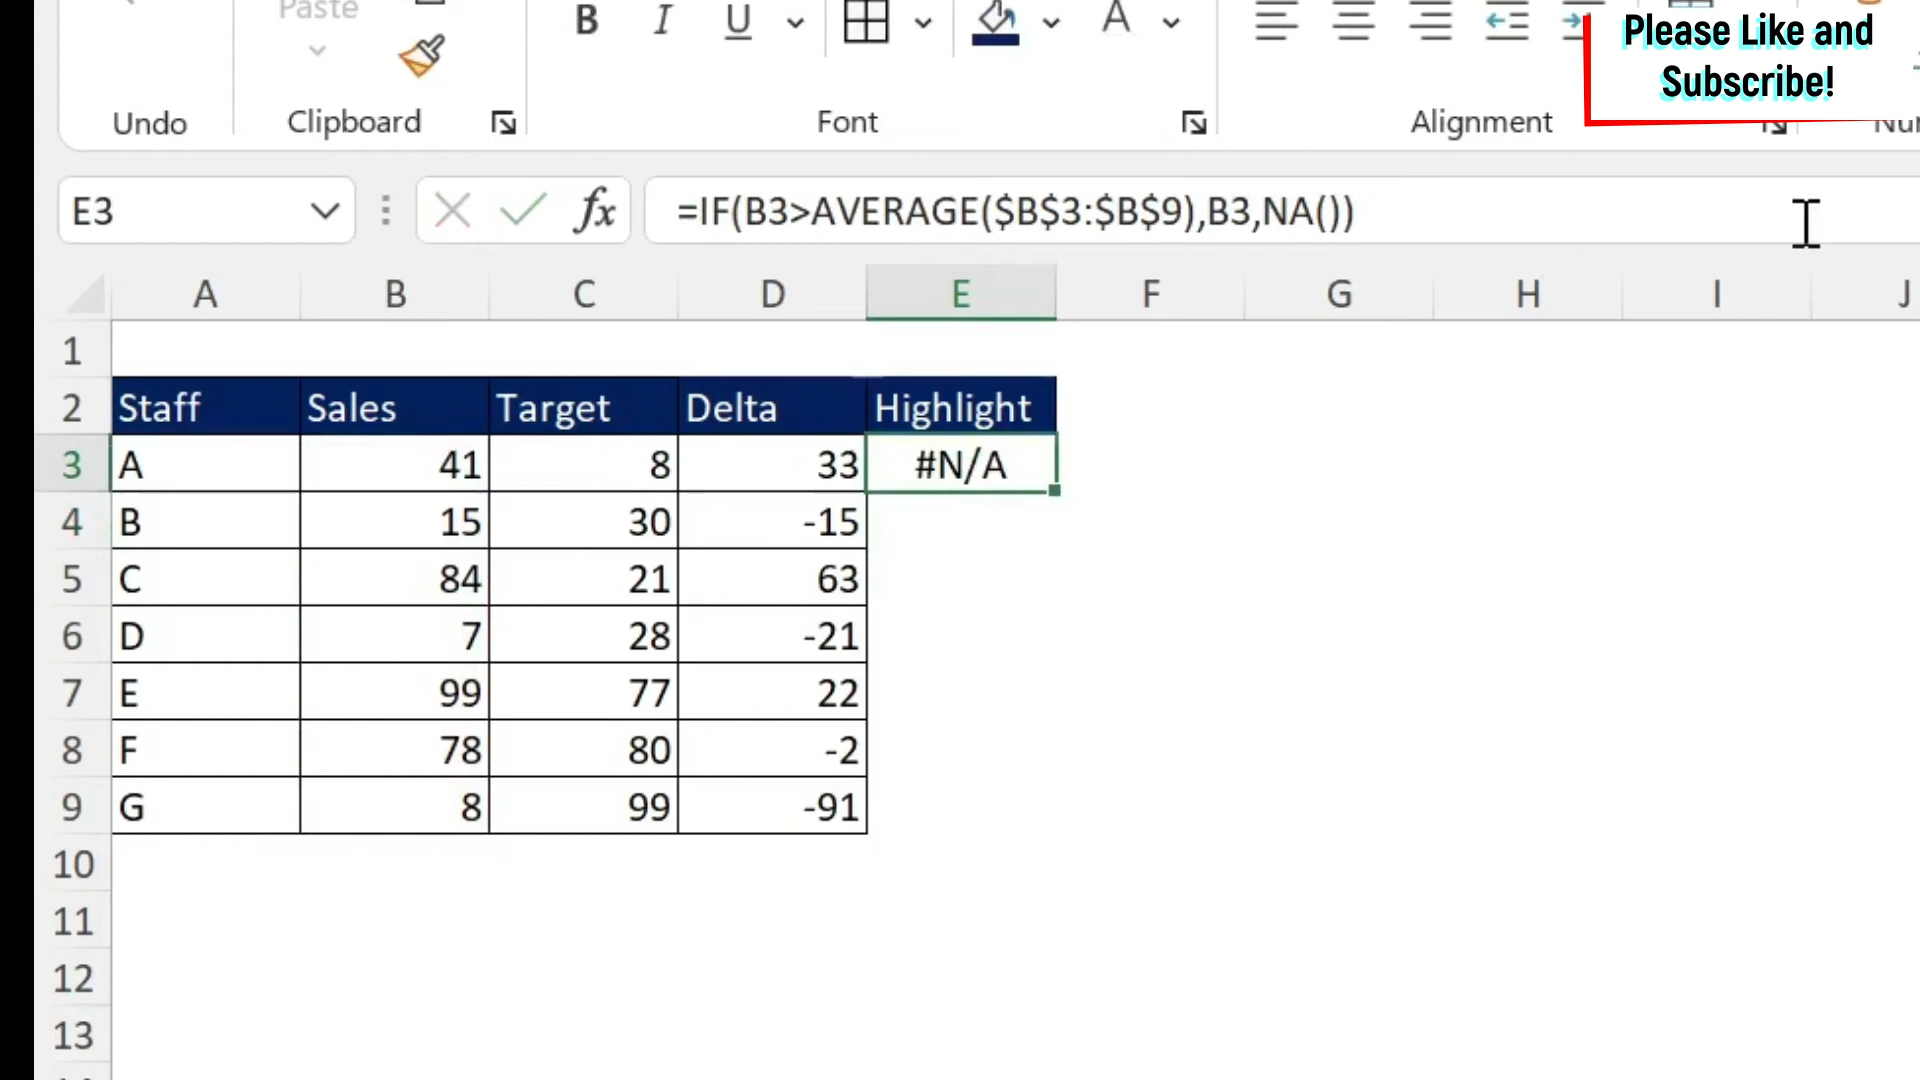 Paste
B I U A
Please Like and
Subscribe!
Undo Clipboard Font Alignment
E3 fx =IF(B3>AVERAGE($B$3:$B$9),B3,NA())
A B C D E F G H I J
1
2 Staff Sales Target Delta Highlight
3 A 41 8 33 #N/A
4 B 15 30 -15
5 C 84 21 63
6 D 7 28 -21
7 E 99 77 22
8 F 78 80 -2
9 G 8 99 -91
10
11
12
13